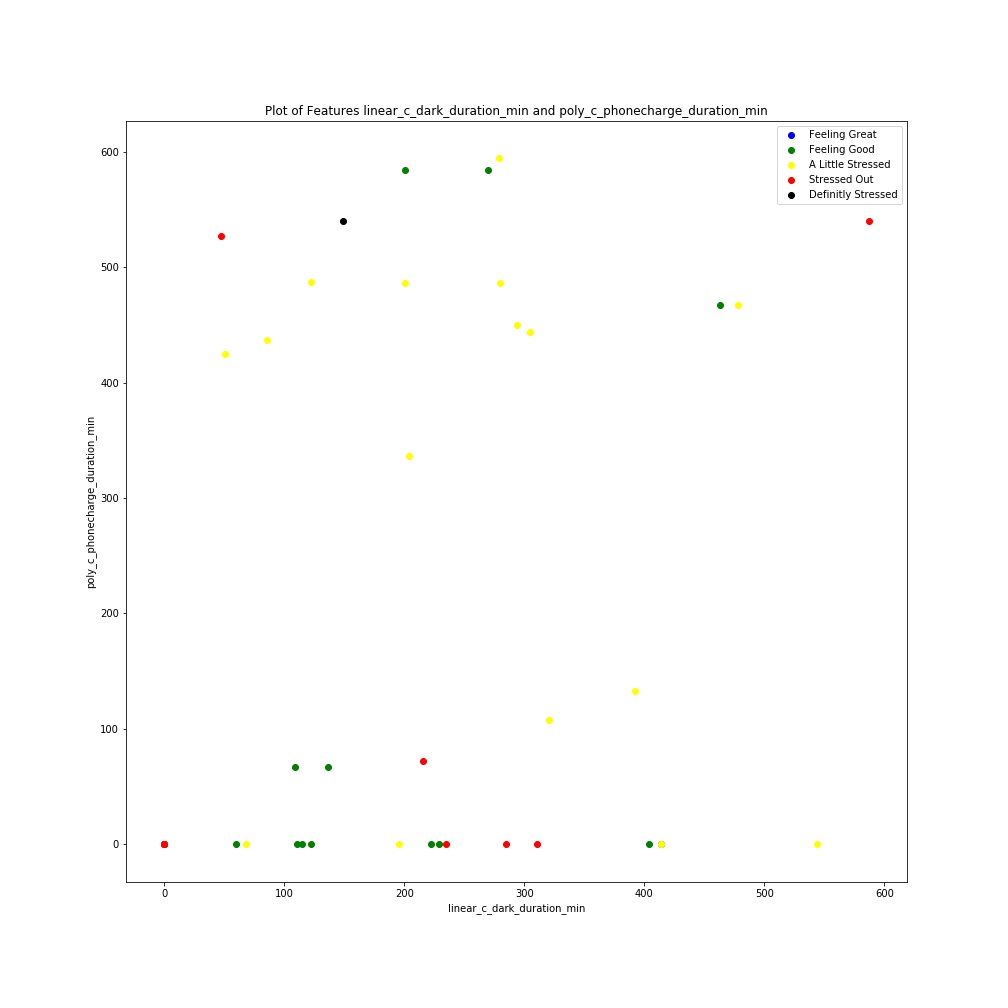 Plot of Features linear_c_dark_duration_min and poly_c_phonecharge_duration_min
Feeling Great
Feeling Good
A Little Stressed
Stressed Out
Definitly Stressed
600
500
400
300
200
100
0
poly_c_phonecharge_duration_min
0 100 200 300 400 500 600
linear_c_dark_duration_min